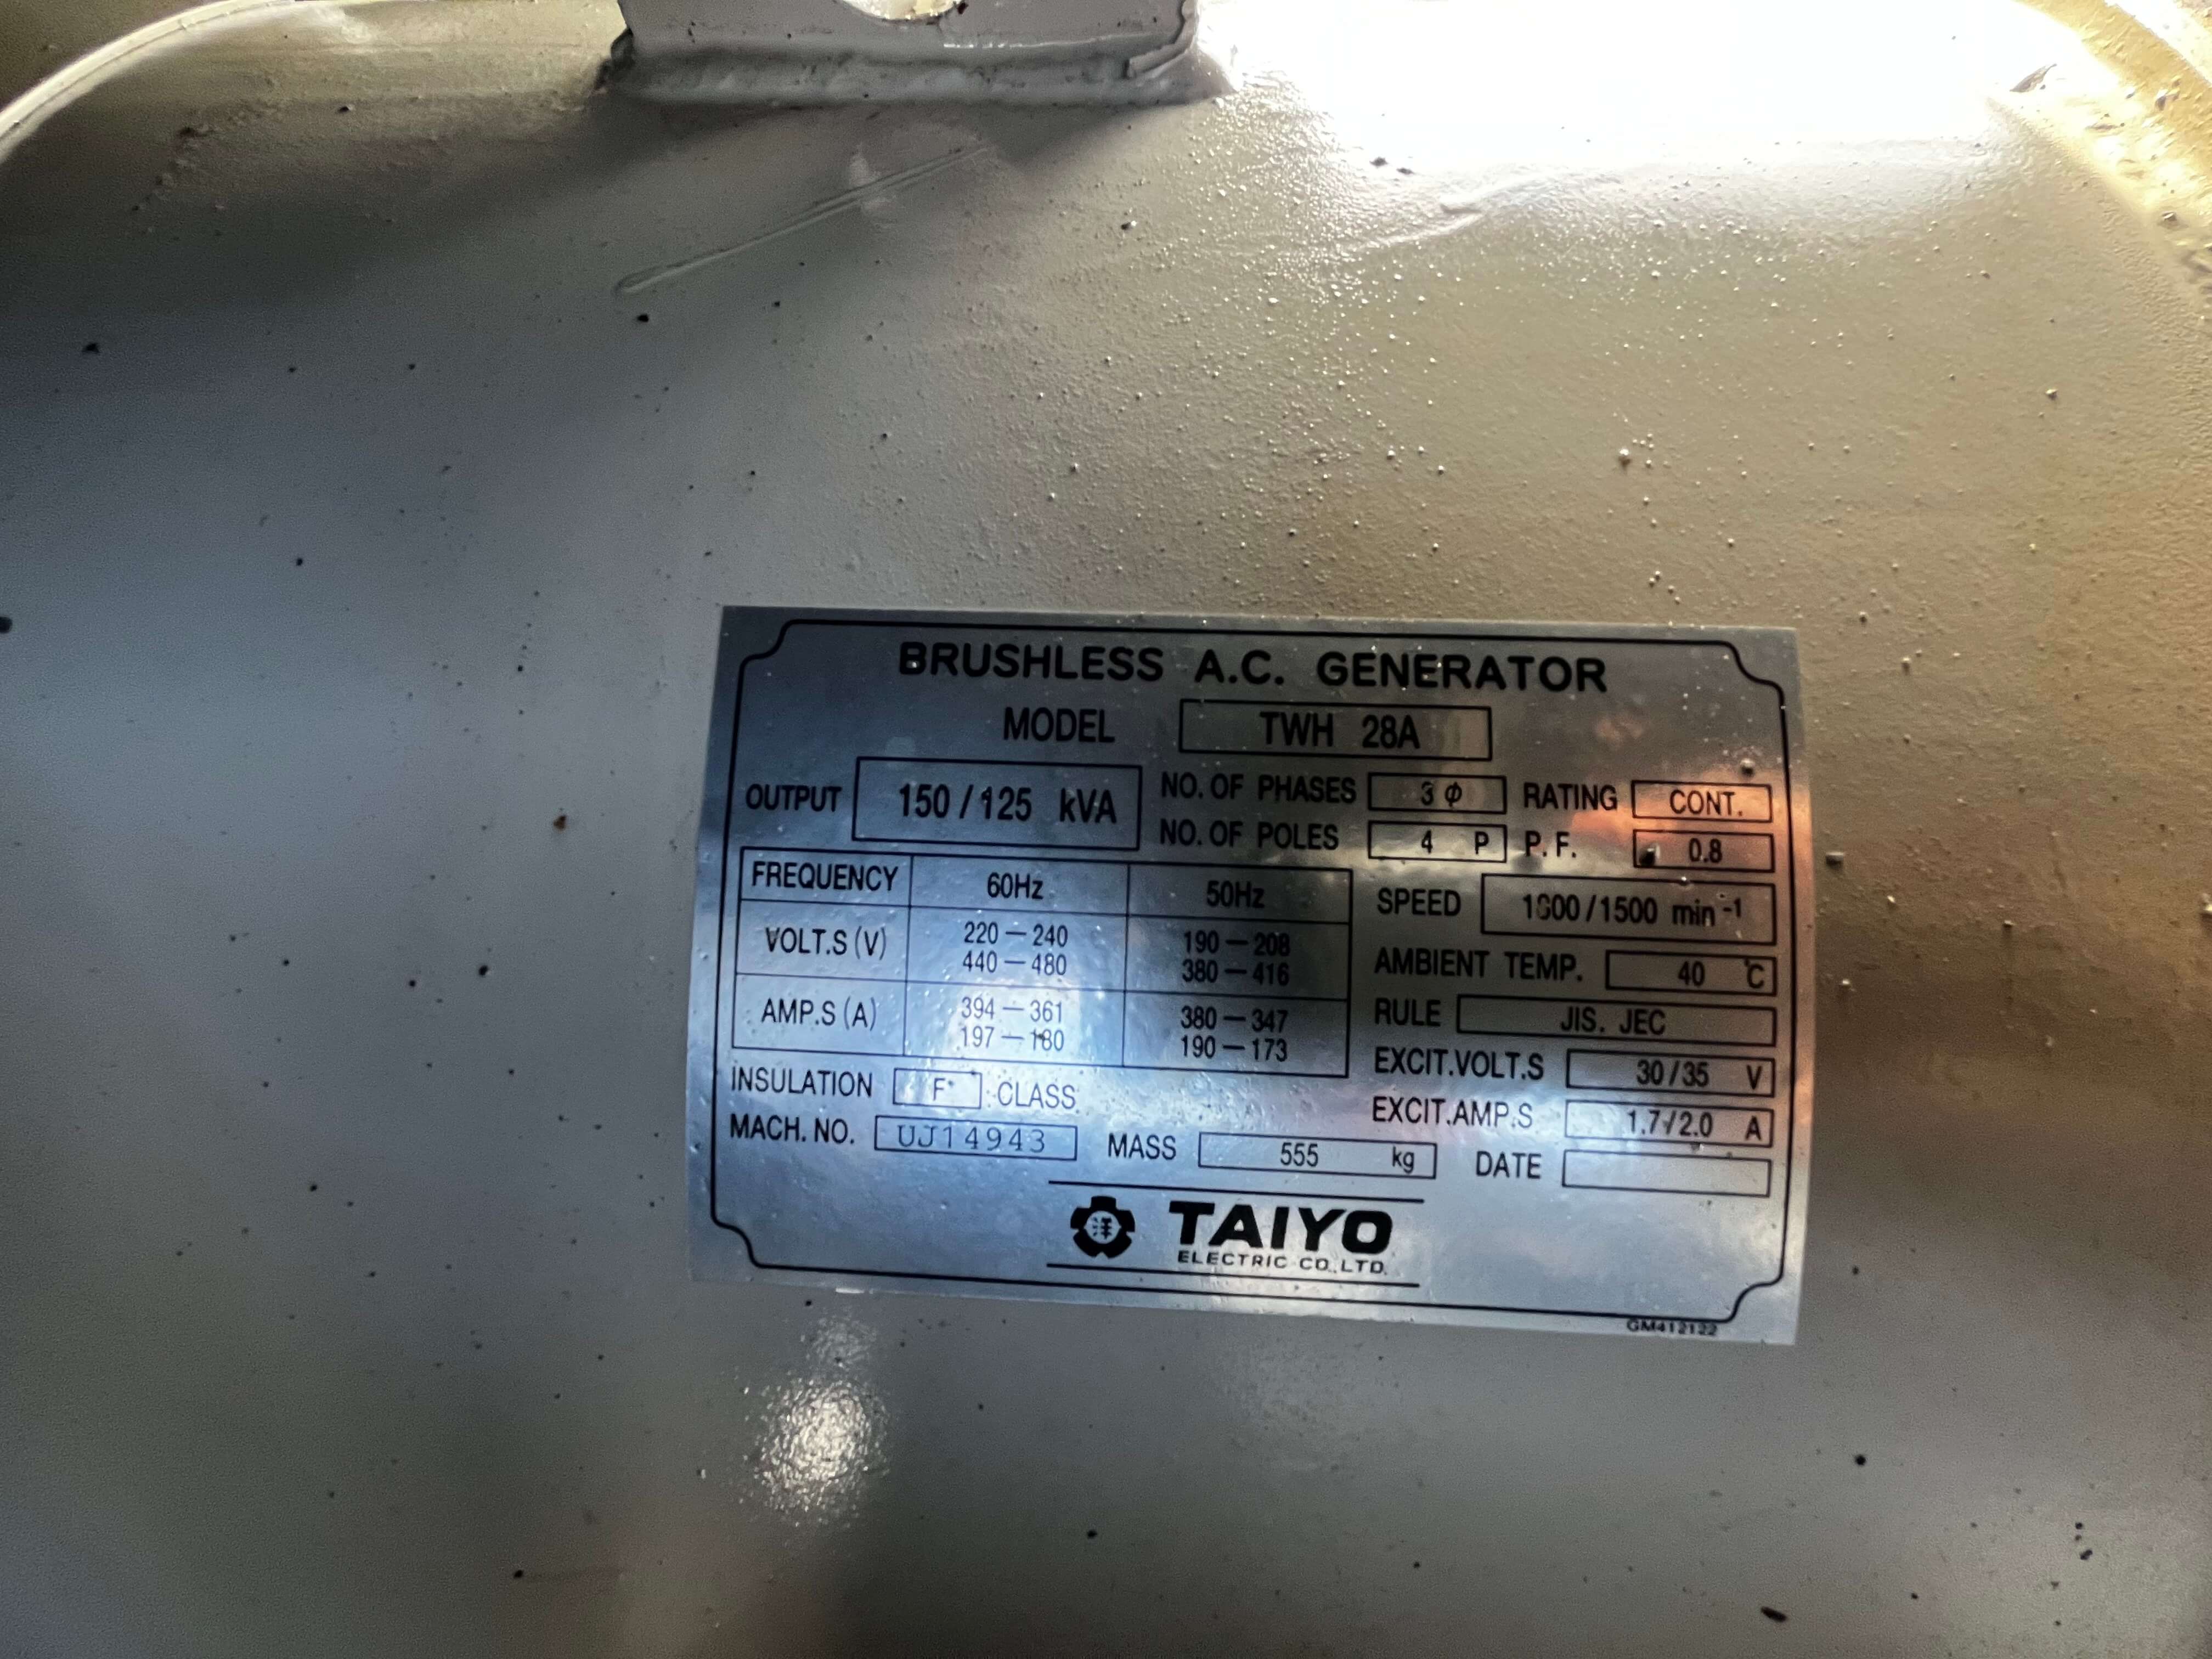 BRUSHLESS A.C. GENERATOR
MODEL TWH 28A
OUTPUT 150/125 kVA
NO. OF PHASES 3φ RATING CONT.
NO. OF POLES 4 P P.F. 0.8
FREQUENCY 60Hz 50Hz
VOLT.S (V) 220-240 190-208
440-480 380-416
AMP.S (A) 394-361 380-347
197-180 190-173
SPEED 1800/1500 min-1
AMBIENT TEMP. 40 ℃
RULE JIS. JEC
EXCIT.VOLT.S 30/35 V
EXCIT.AMP.S 1.7/2.0 A
INSULATION F CLASS
MACH. NO. UJ14943 MASS 555 kg DATE
洋 TAIYO
ELECTRIC CO.,LTD.
GM412122